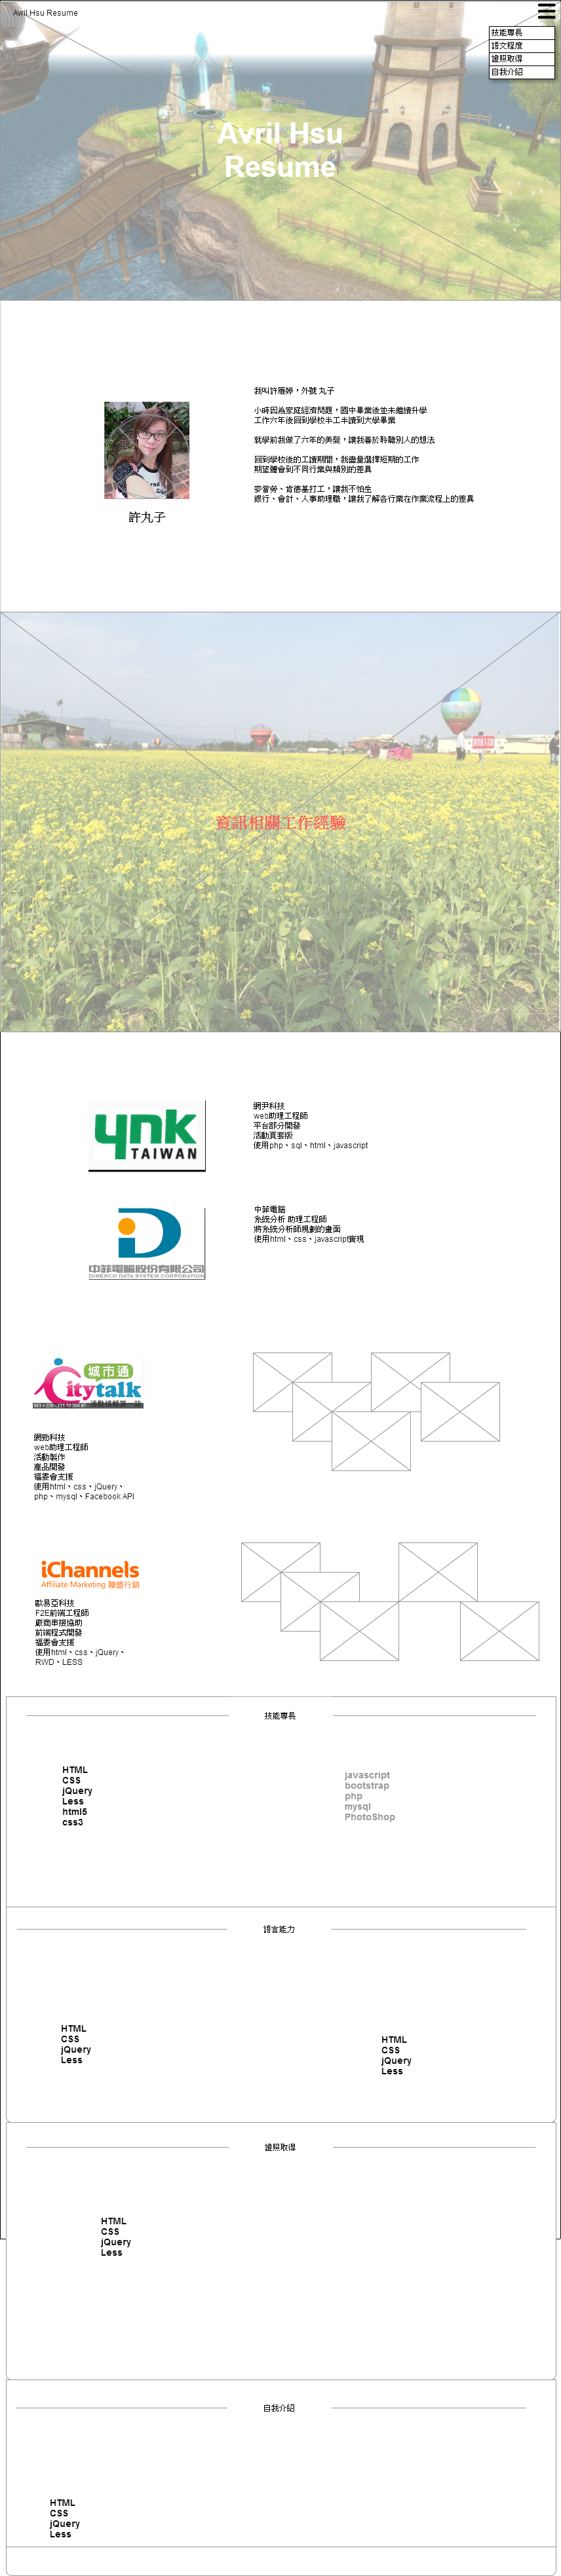 Avril Hsu Resume
技能專長
語文程度
證照取得
自我介紹
Avril Hsu
Resume
我叫許雁婷，外號 丸子
小時因為家庭經濟問題，國中畢業後並未繼續升學
工作六年後回到學校半工半讀到大學畢業
就學前我做了六年的美髮，讓我善於聆聽別人的想法
回到學校後的工讀期間，我盡量選擇短期的工作
期望體會到不同行業與類別的差異
麥當勞、肯德基打工，讓我不怕生
銀行、會計、人事助理職，讓我了解各行業在作業流程上的差異
許丸子
資訊相關工作經驗
ynk
TAIWAN
網尹科技
web助理工程師
平台部分開發
活動頁套版
使用php、sql、html、javascript
中菲電腦股份有限公司
DIMERCO DATA SYSTEM CORPORATION
中菲電腦
系統分析 助理工程師
將系統分析師規劃的畫面
使用html、css、javascript實現
城市通
Citytalk
網勁科技
web助理工程師
活動製作
產品開發
福委會支援
使用html、css、jQuery、
php、mysql、Facebook API
iChannels
Affiliate Marketing 聯盟行銷
歐易亞科技
F2E前端工程師
廠商串接協助
前端程式開發
福委會支援
使用html、css、jQuery、
RWD、LESS
技能專長
HTML
CSS
jQuery
Less
html5
css3
javascript
bootstrap
php
mysql
PhotoShop
語言能力
HTML
CSS
jQuery
Less
HTML
CSS
jQuery
Less
證照取得
HTML
CSS
jQuery
Less
自我介紹
HTML
CSS
jQuery
Less